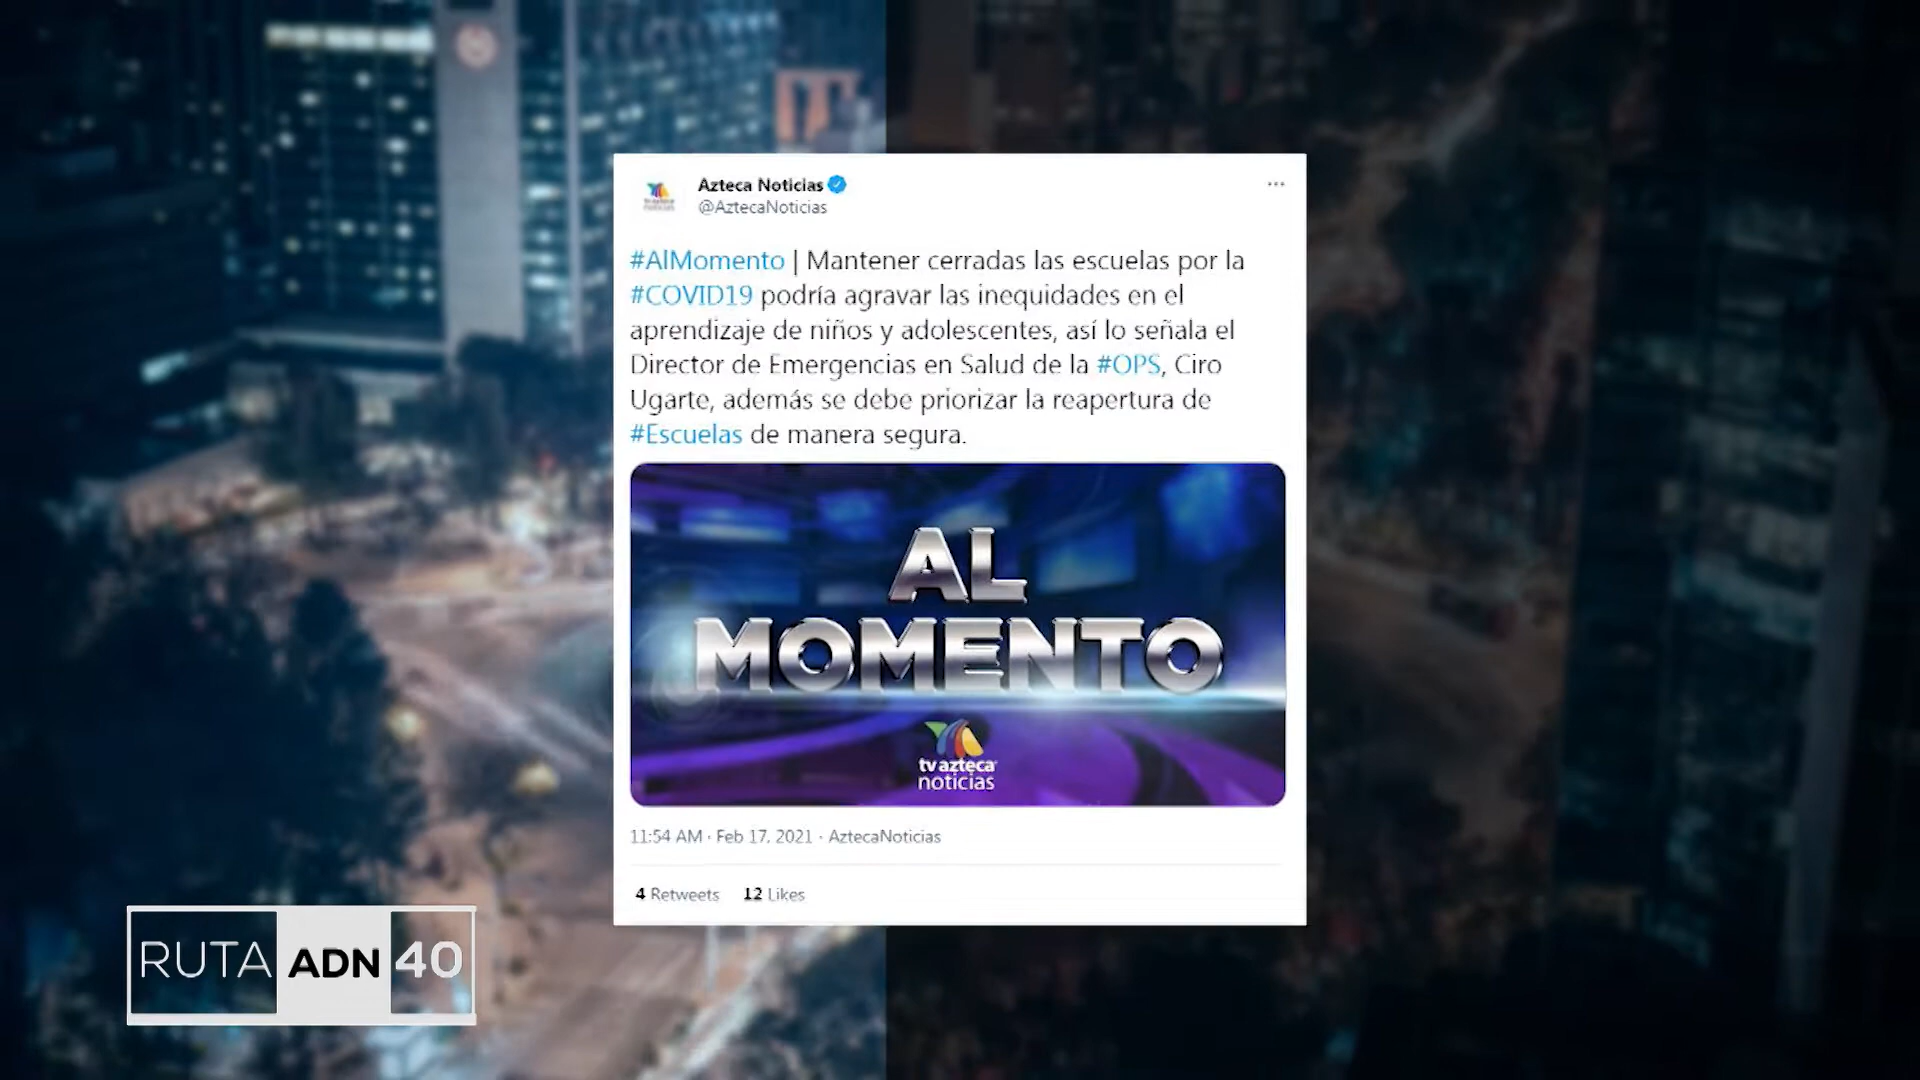 Azteca Noticias
@AztecaNoticias
#AlMomento | Mantener cerradas las escuelas por la
#COVID19 podría agravar las inequidades en el
aprendizaje de niños y adolescentes, así lo señala el
Director de Emergencias en Salud de la #OPS, Ciro
Ugarte, además se debe priorizar la reapertura de
#Escuelas de manera segura.
AL
MOMENTO
tv azteca
noticias
11:54 AM · Feb 17, 2021 · AztecaNoticias
4 Retweets 12 Likes
RUTA ADN 40